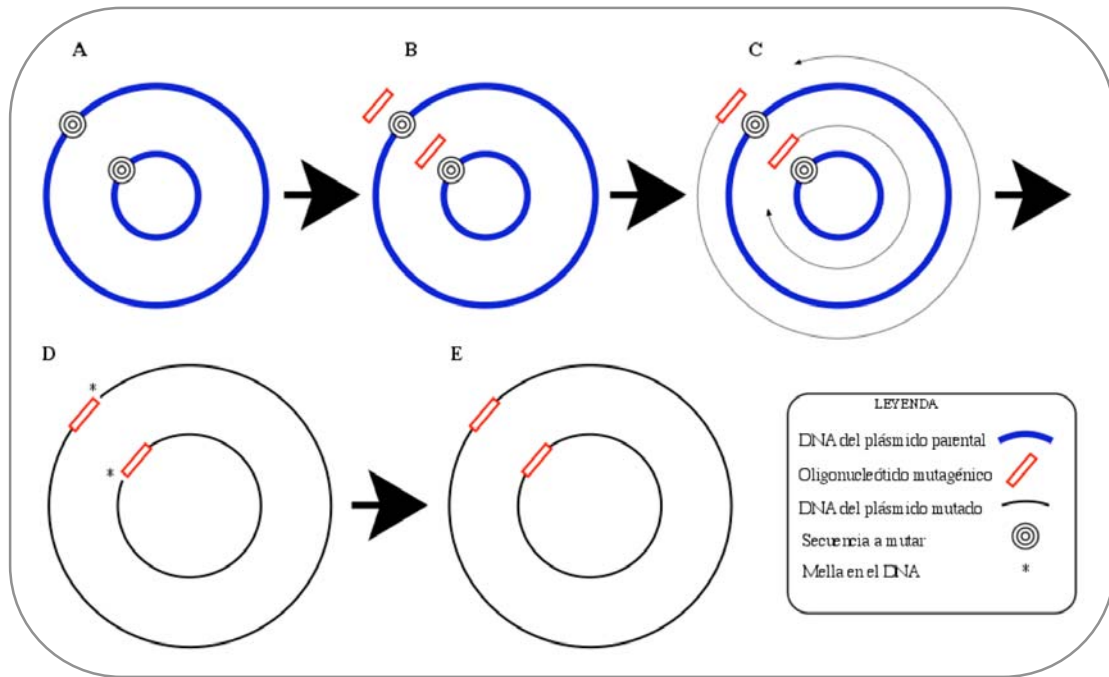 A
B
C
D
*
*
E
LEYENDA
DNA del plásmido parental
Oligonucleótido mutagénico
DNA del plásmido mutado
Secuencia a mutar
Mella en el DNA *